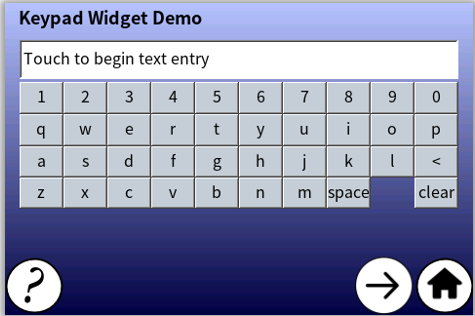 Keypad Widget Demo
Touch to begin text entry
1 2 3 4 5 6 7 8 9 0
q w e r t y u i o p
a s d f g h j k l <
z x c v b n m space clear
?